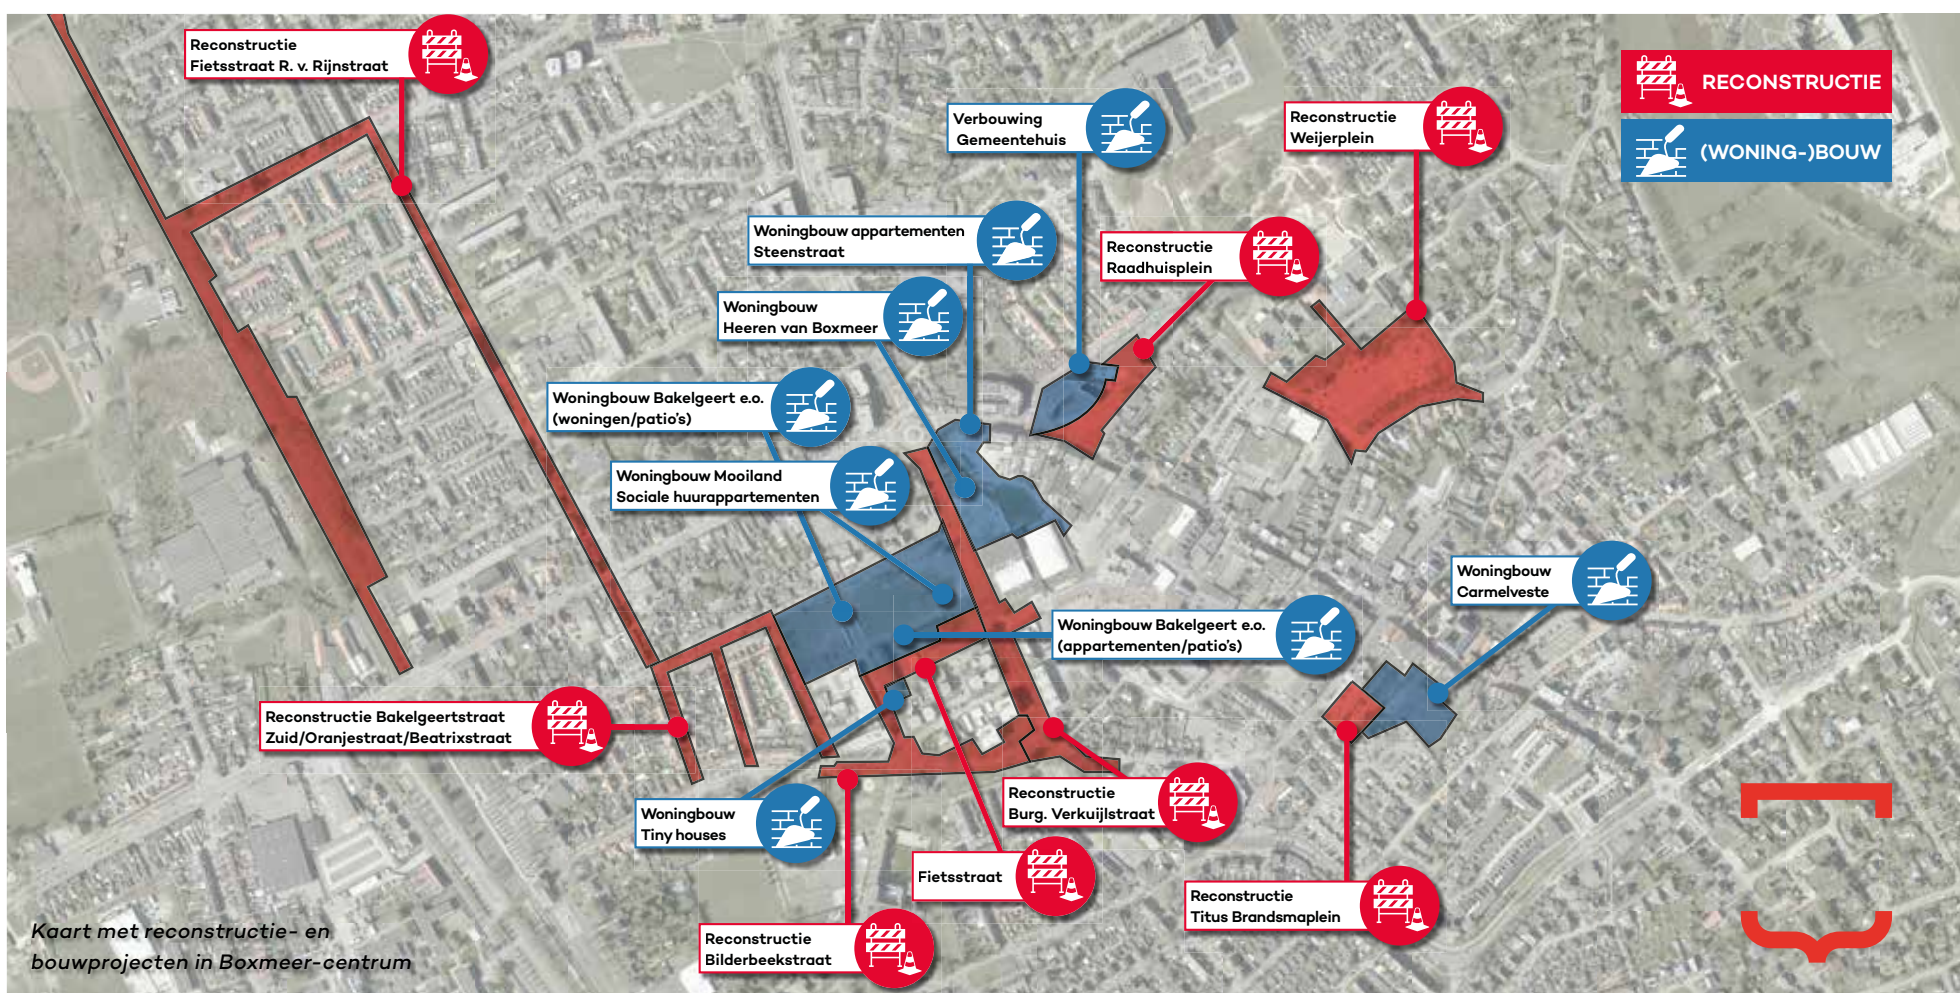 Reconstructie
Fietsstraat R. v. Rijnstraat
RECONSTRUCTIE
(WONING-)BOUW
Verbouwing
Gemeentehuis
Reconstructie
Weijerplein
Woningbouw appartementen
Steenstraat
Reconstructie
Raadhuisplein
Woningbouw
Heeren van Boxmeer
Woningbouw Bakelgeert e.o.
(woningen/patio's)
Woningbouw Mooiland
Sociale huurappartementen
Woningbouw
Carmelveste
Woningbouw Bakelgeert e.o.
(appartementen/patio's)
Reconstructie Bakelgeertstraat
Zuid/Oranjestraat/Beatrixstraat
Woningbouw
Tiny houses
Reconstructie
Burg. Verkuijlstraat
Fietsstraat
Reconstructie
Titus Brandsmaplein
Reconstructie
Bilderbeekstraat
Kaart met reconstructie- en
bouwprojecten in Boxmeer-centrum